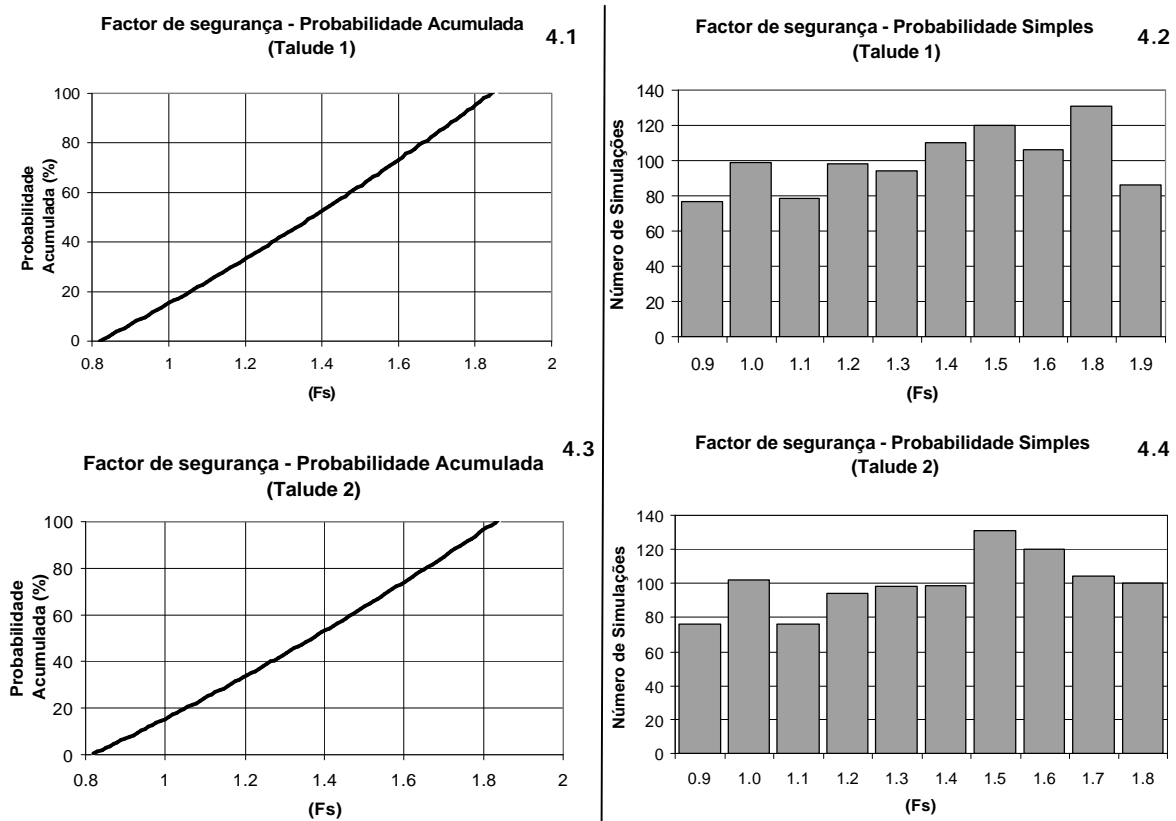 Factor de segurança - Probabilidade Acumulada
(Talude 1)
4.1
Probabilidade
Acumulada (%)
100
80
60
40
20
0
0.8 1 1.2 1.4 1.6 1.8 2
(Fs)
Factor de segurança - Probabilidade Simples
(Talude 1)
4.2
Número de Simulações
140
120
100
80
60
40
20
0
0.9 1.0 1.1 1.2 1.3 1.4 1.5 1.6 1.8 1.9
(Fs)
Factor de segurança - Probabilidade Acumulada
(Talude 2)
4.3
Probabilidade
Acumulada (%)
100
80
60
40
20
0
0.8 1 1.2 1.4 1.6 1.8 2
(Fs)
Factor de segurança - Probabilidade Simples
(Talude 2)
4.4
Número de Simulações
140
120
100
80
60
40
20
0
0.9 1.0 1.1 1.2 1.3 1.4 1.5 1.6 1.7 1.8
(Fs)